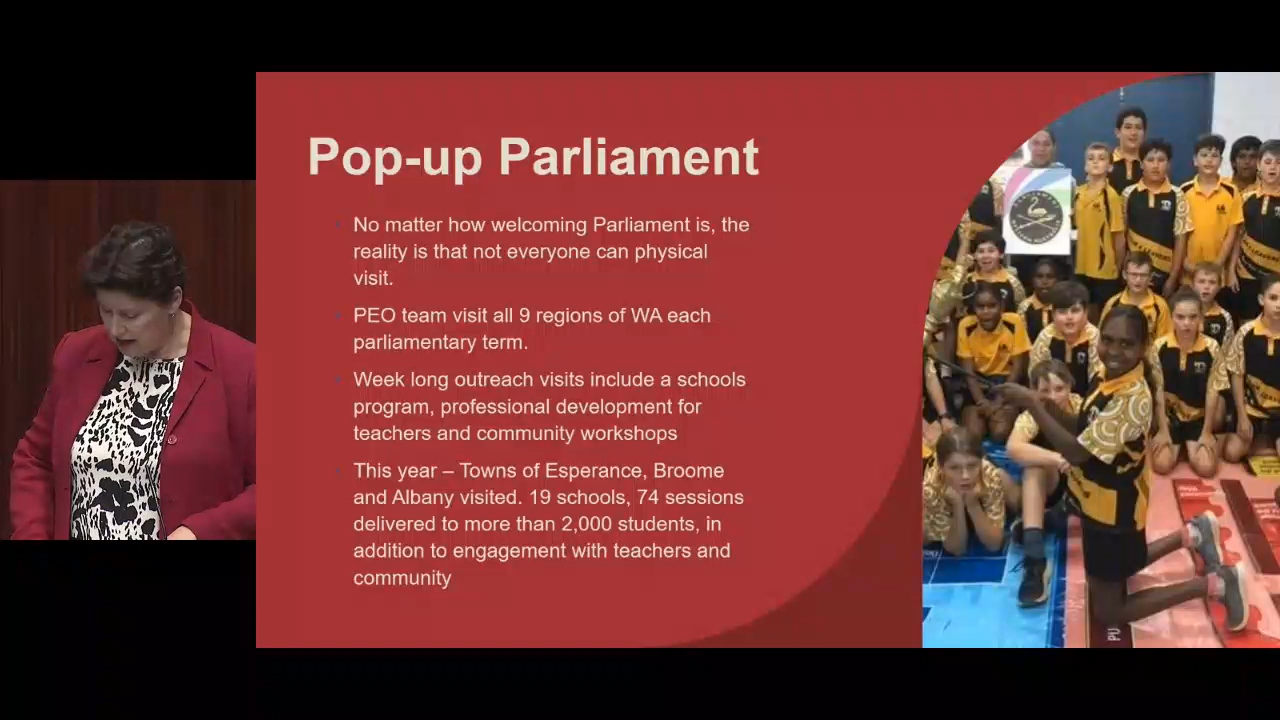 Pop-up Parliament
No matter how welcoming Parliament is, the
reality is that not everyone can physical
visit.
PEO team visit all 9 regions of WA each
parliamentary term.
Week long outreach visits include a schools
program, professional development for
teachers and community workshops
This year – Towns of Esperance, Broome
and Albany visited. 19 schools, 74 sessions
delivered to more than 2,000 students, in
addition to engagement with teachers and
community